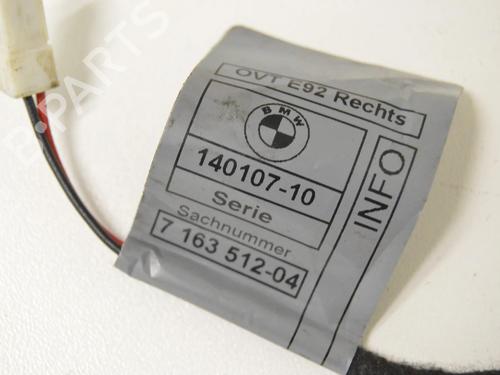 OVT E92 Rechts
BMW
140107-10
Serie
Sachnummer
7 163 512-04
INFO
B-PARTS